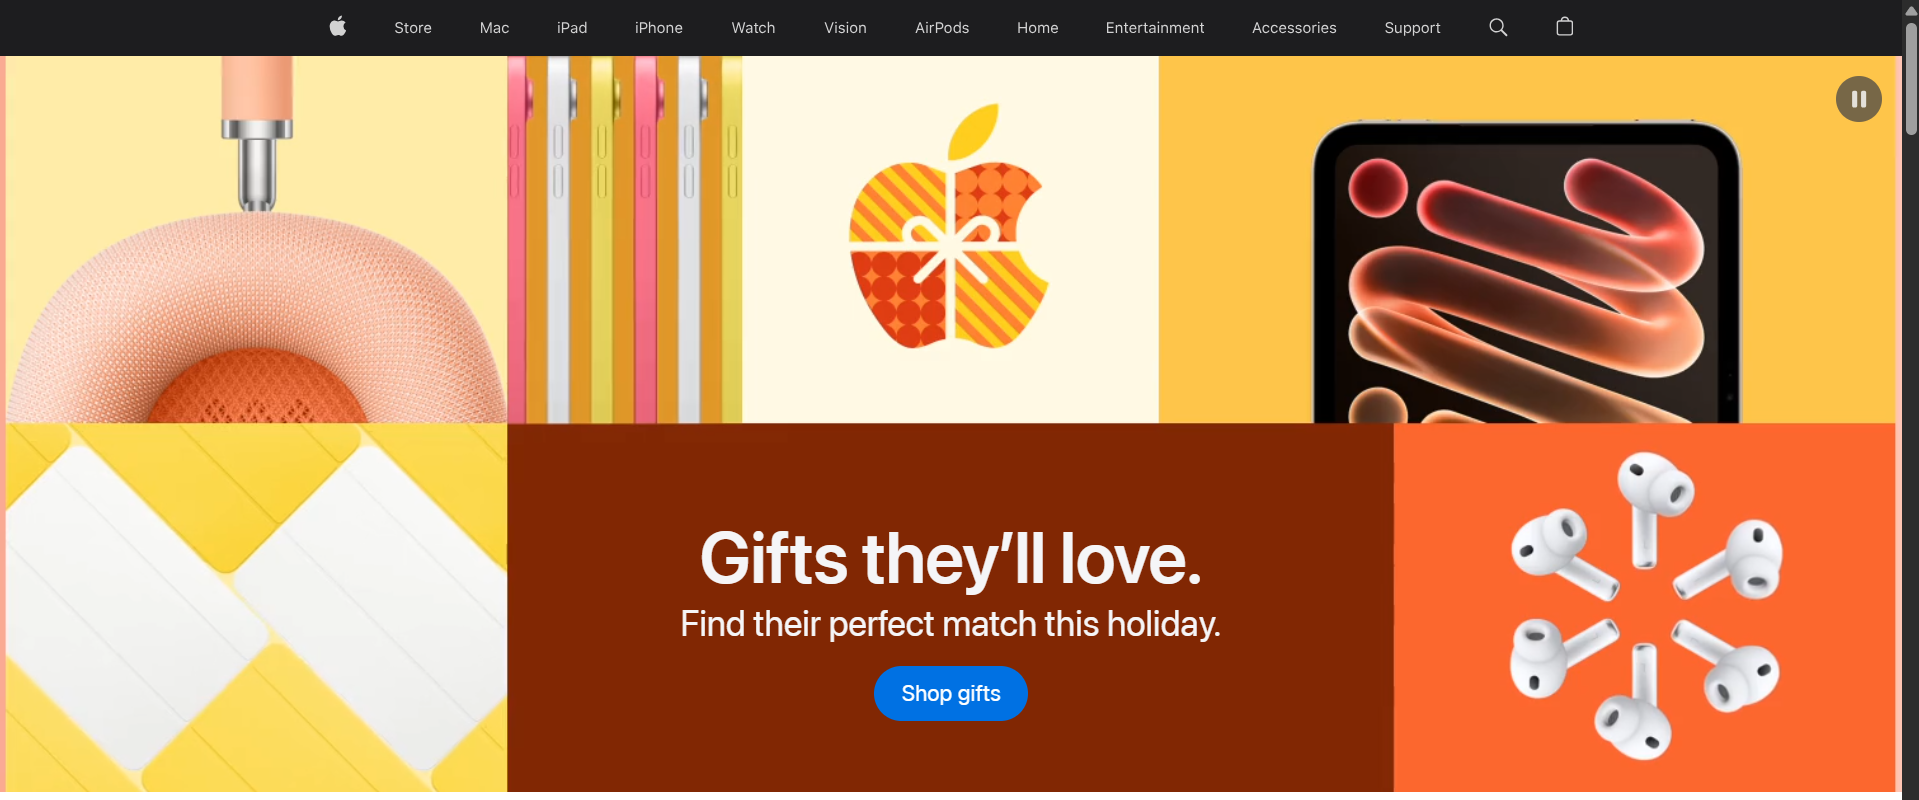 Store Mac iPad iPhone Watch Vision AirPods Home Entertainment Accessories Support
Gifts they’ll love.
Find their perfect match this holiday.
Shop gifts